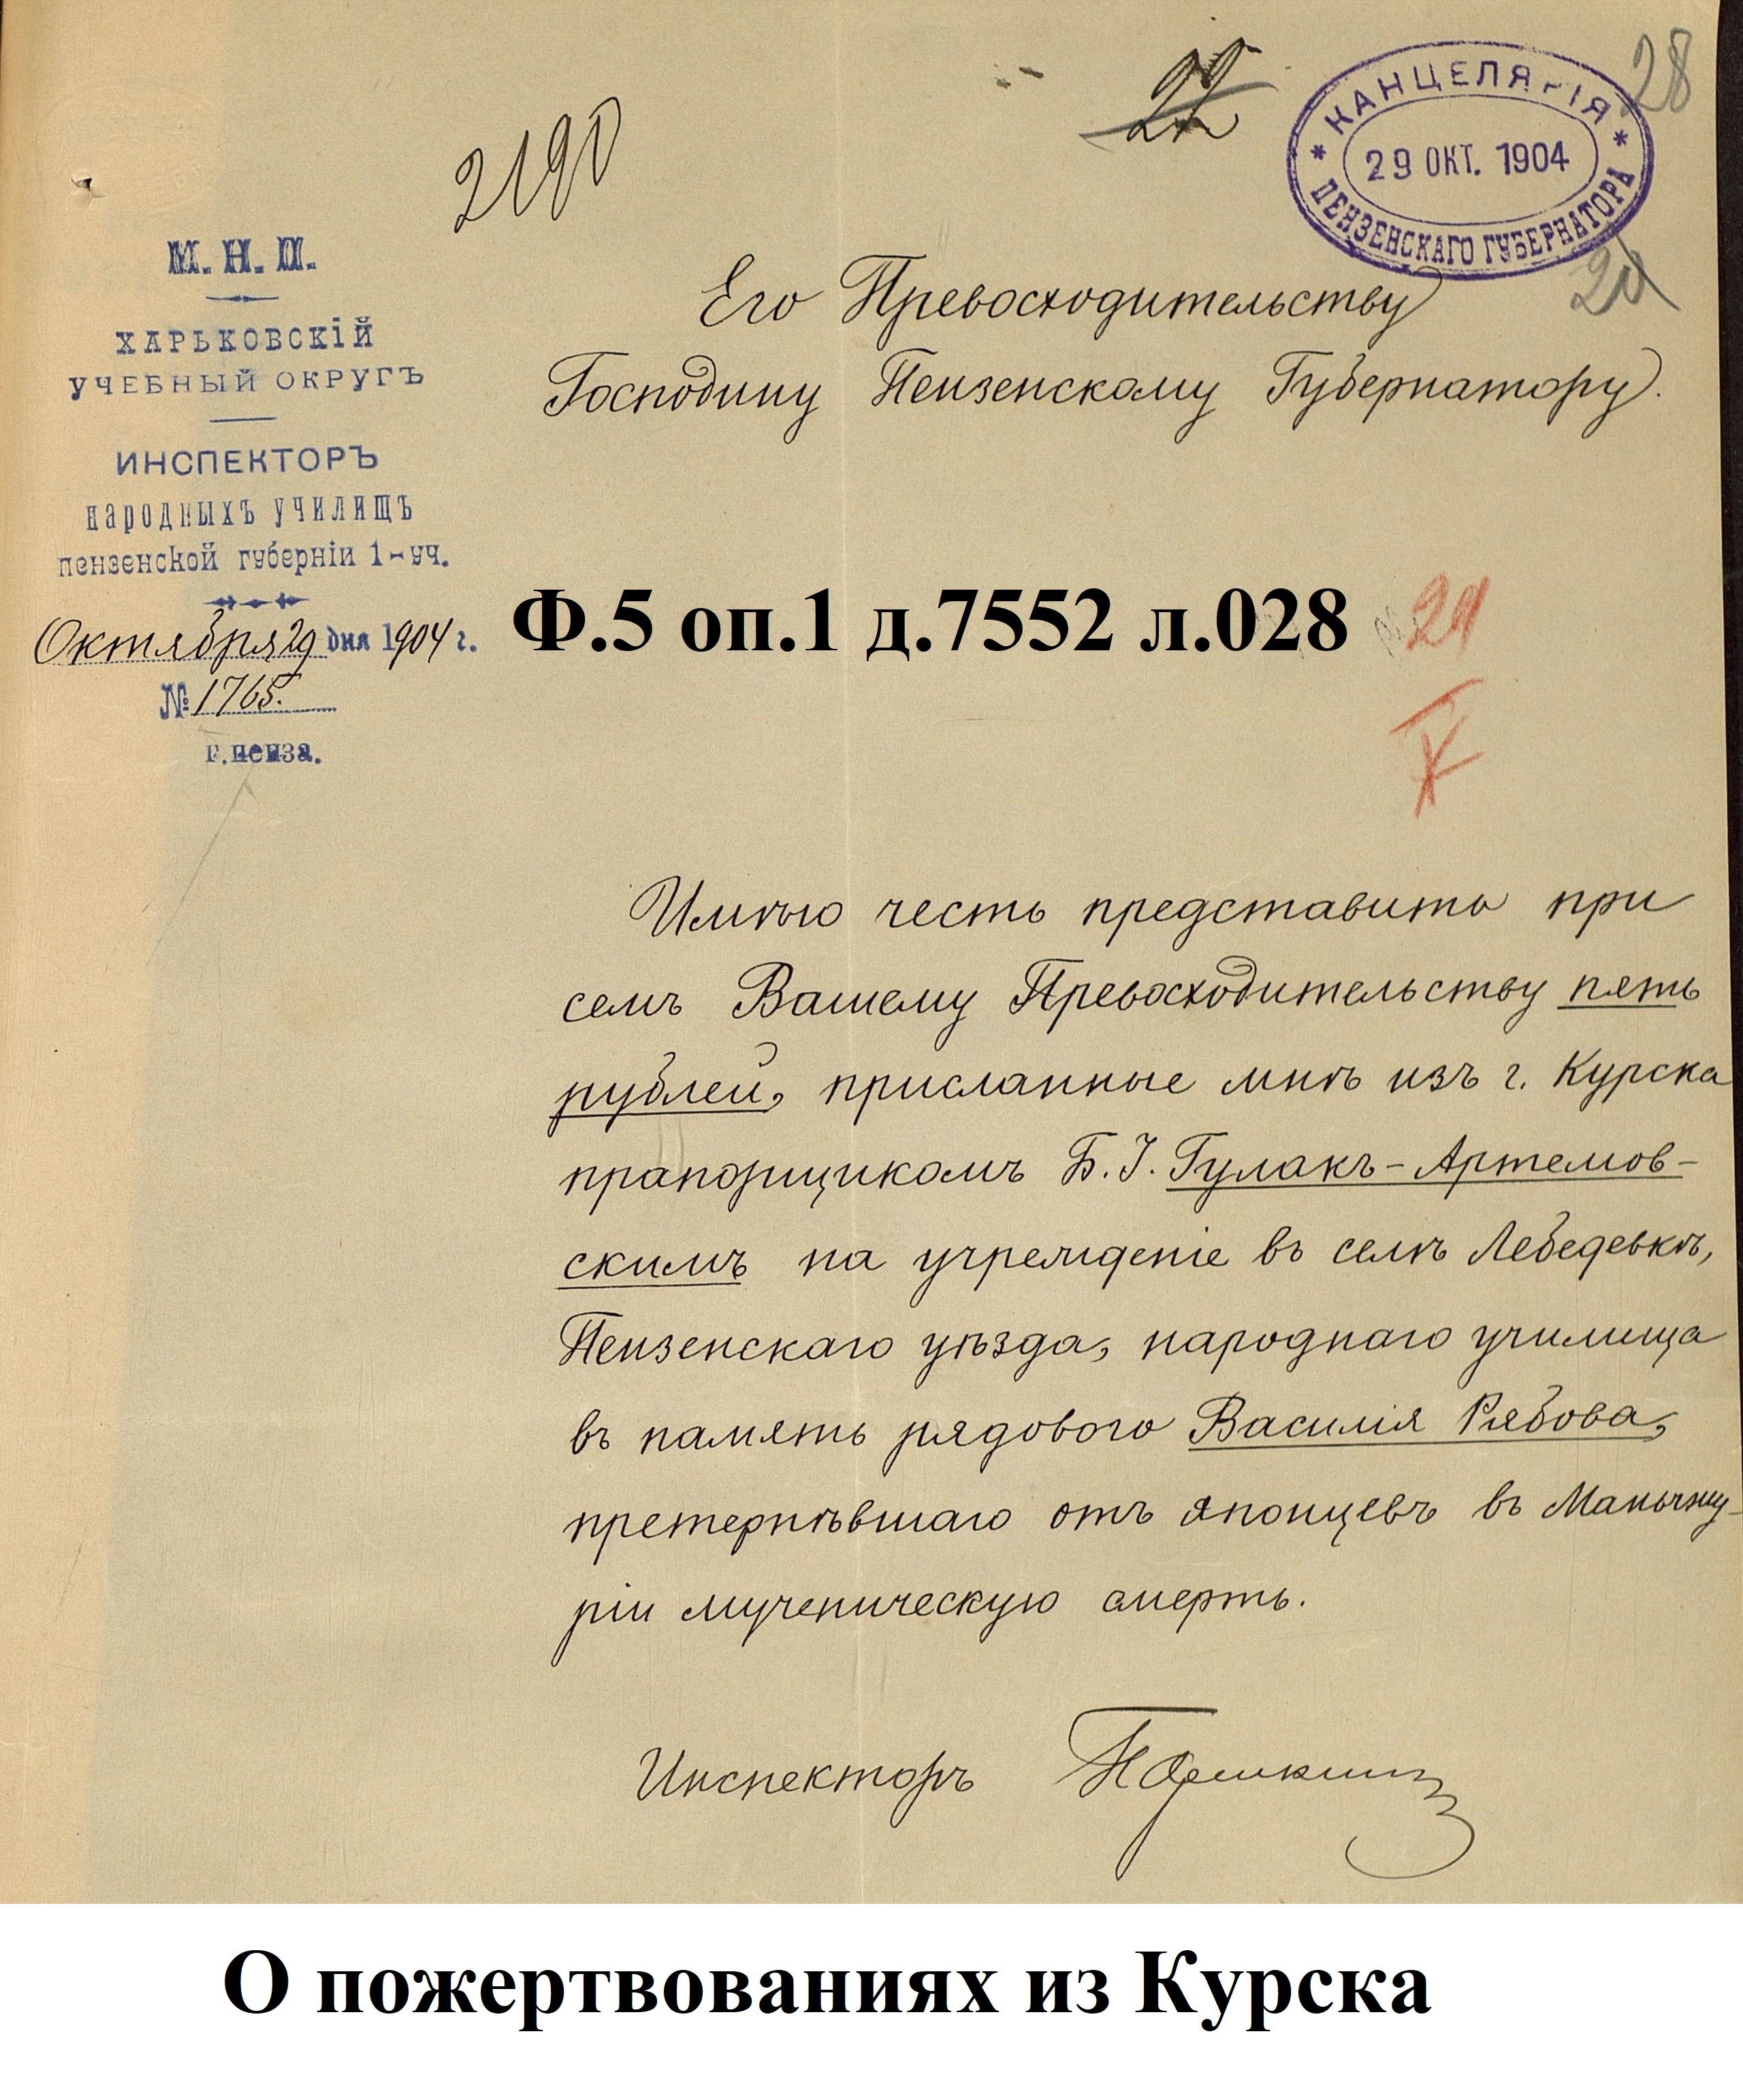 28
22
КАНЦЕЛЯРІЯ
29 ОКТ. 1904
ПЕНЗЕНСКАГО ГУБЕРНАТОРА
2190
М. Н. П.
ХАРЬКОВСКІЙ
УЧЕБНЫЙ ОКРУГЪ
ИНСПЕКТОРЪ
народныхъ училищъ
пензенской губерніи 1-уч.
Октября 29 дня 1904 г.
№ 1765.
г. пенза.
Его Превосходительству
Господину Пензенскому Губернатору.
Ф.5 оп.1 д.7552 л.028
Имѣю честь представить при
семъ Вашему Превосходительству пять
рублей, присланные мнѣ изъ г. Курска
прапорщикомъ Б. І. Гулакъ-Артемов-
скимъ на учрежденіе въ селѣ Лебедевкѣ,
Пензенскаго уѣзда, народнаго училища
въ память рядового Василія Рябова,
претерпѣвшаго отъ японцевъ въ Маньчжу-
ріи мученическую смерть.
Инспекторъ
О пожертвованиях из Курска